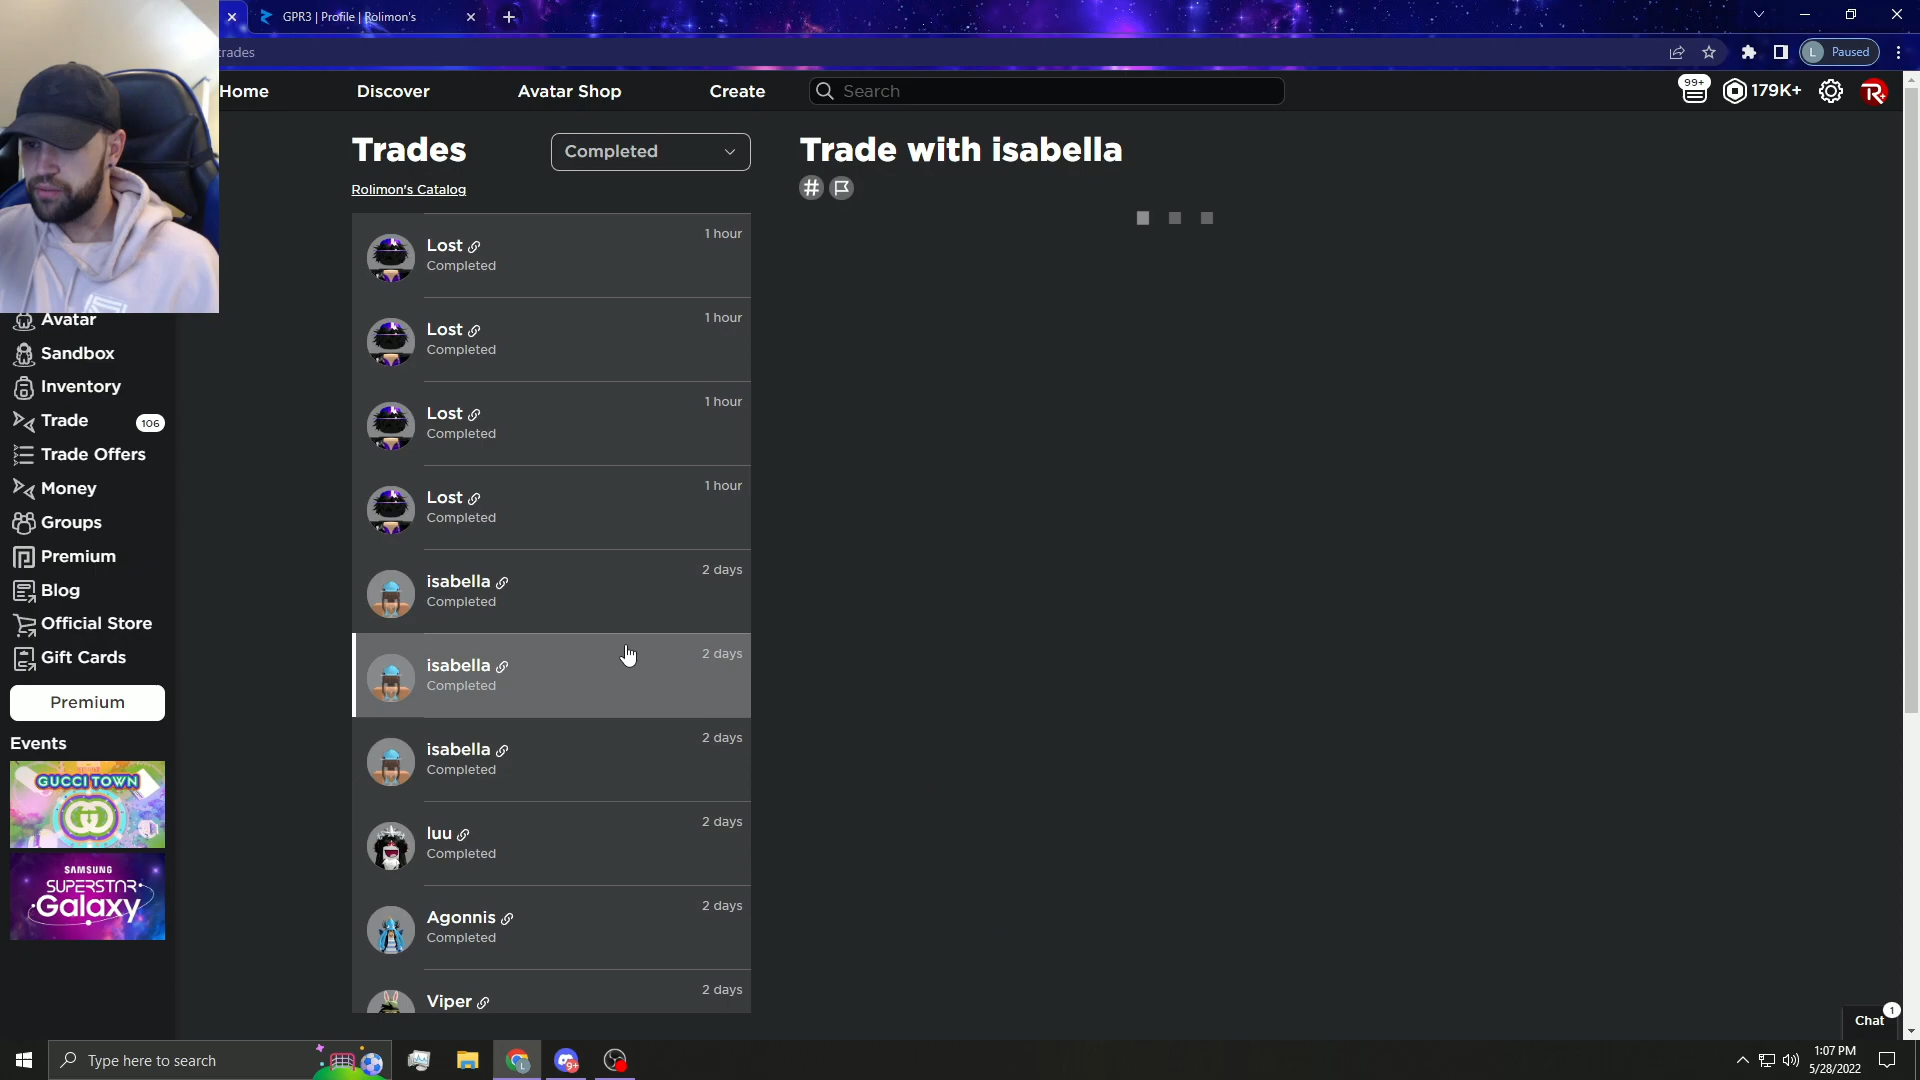 GPR3 | Profile | Rolimon's
trades
L Paused
Home
Discover
Avatar Shop
Create
Search
99+
179K+
Trades
Completed
Rolimon's Catalog
Trade with isabella
#
Lost
Completed
1 hour
Lost
Completed
1 hour
Lost
Completed
1 hour
Lost
Completed
1 hour
isabella
Completed
2 days
isabella
Completed
2 days
isabella
Completed
2 days
luu
Completed
2 days
Agonnis
Completed
2 days
Viper
2 days
Avatar
Sandbox
Inventory
Trade
106
Trade Offers
Money
Groups
Premium
Blog
Official Store
Gift Cards
Premium
Events
GUCCI TOWN
SAMSUNG
SUPERSTAR
Galaxy
Chat
1
Type here to search
L
9+
1:07 PM
5/28/2022